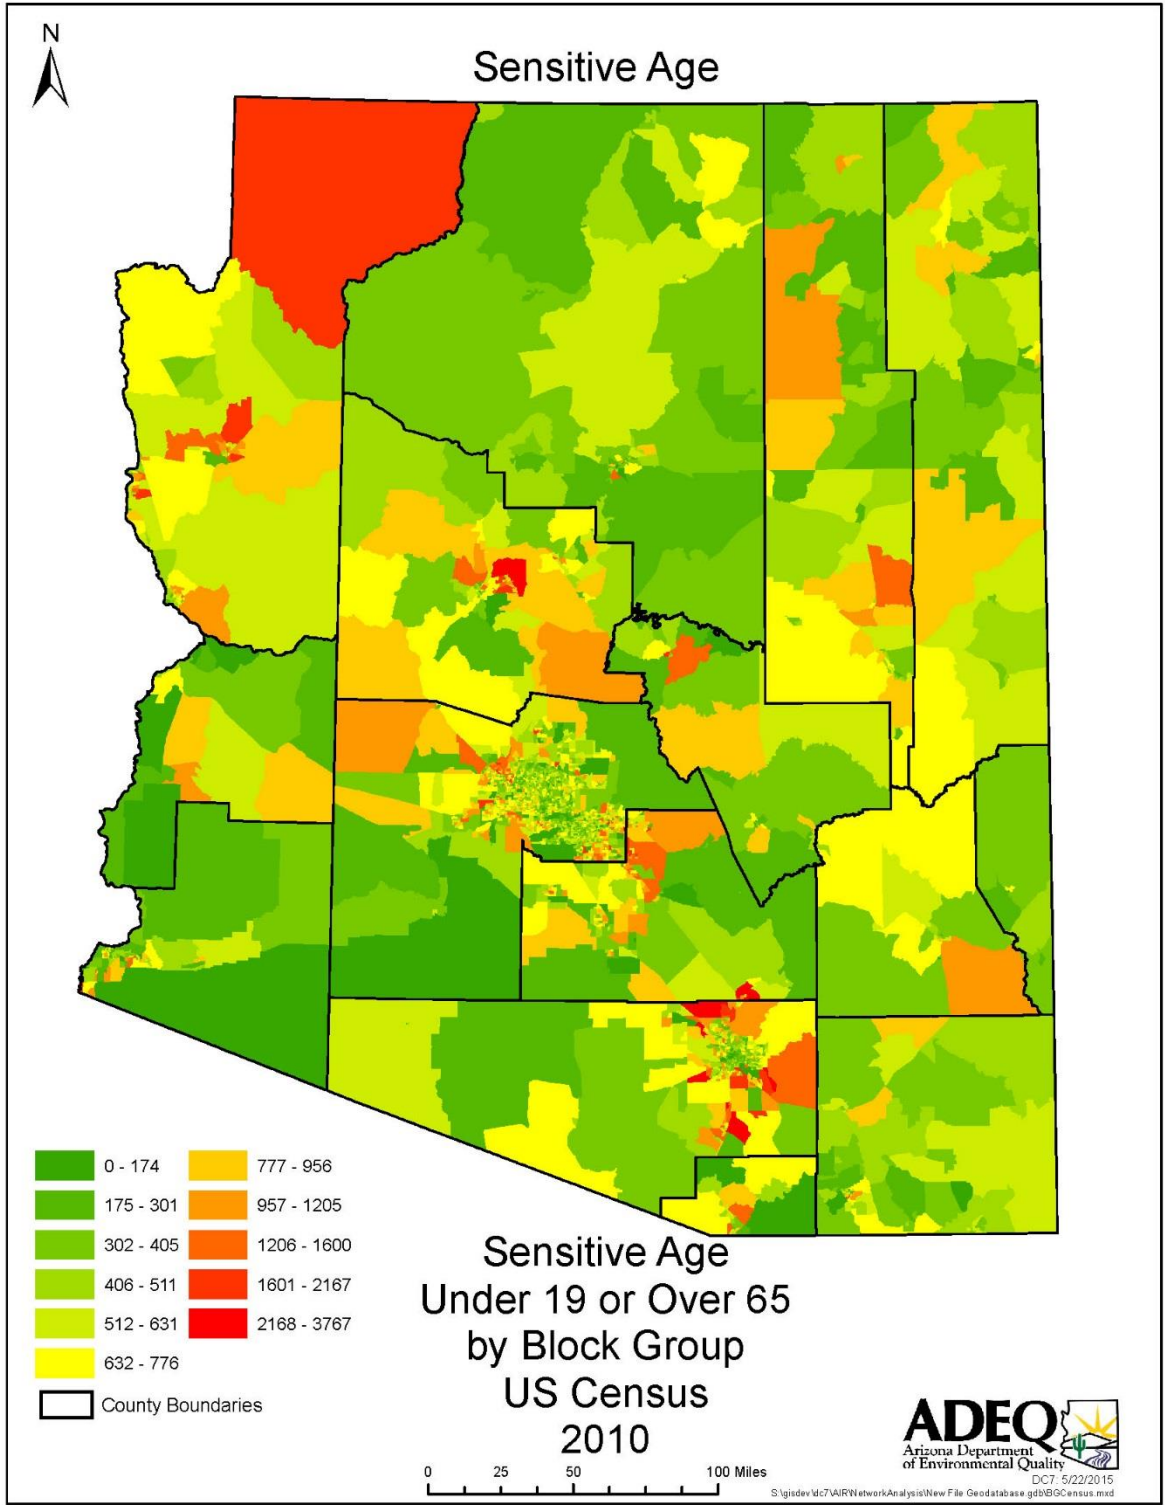 N
Sensitive Age
0 - 174
175 - 301
302 - 405
406 - 511
512 - 631
632 - 776
777 - 956
957 - 1205
1206 - 1600
1601 - 2167
2168 - 3767
County Boundaries
Sensitive Age
Under 19 or Over 65
by Block Group
US Census
2010
0 25 50 100 Miles
ADEQ
Arizona Department
of Environmental Quality
DC7: 5/22/2015
S:\gisdev\dc7\AIR\NetworkAnalysis\New File Geodatabase.gdb\BGCensus.mxd